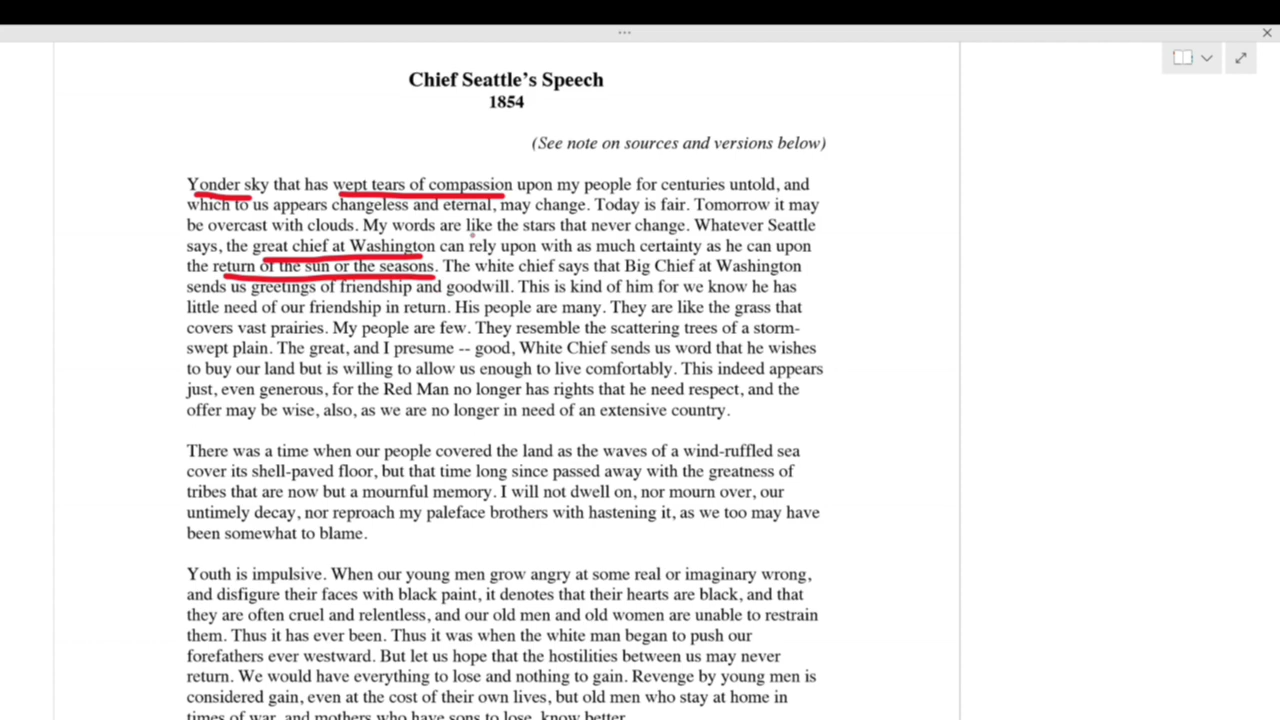 Chief Seattle's Speech
1854
(See note on sources and versions below)
Yonder sky that has wept tears of compassion upon my people for centuries untold, and
which to us appears changeless and eternal, may change. Today is fair. Tomorrow it may
be overcast with clouds. My words are like the stars that never change. Whatever Seattle
says, the great chief at Washington can rely upon with as much certainty as he can upon
the return of the sun or the seasons. The white chief says that Big Chief at Washington
sends us greetings of friendship and goodwill. This is kind of him for we know he has
little need of our friendship in return. His people are many. They are like the grass that
covers vast prairies. My people are few. They resemble the scattering trees of a storm-
swept plain. The great, and I presume -- good, White Chief sends us word that he wishes
to buy our land but is willing to allow us enough to live comfortably. This indeed appears
just, even generous, for the Red Man no longer has rights that he need respect, and the
offer may be wise, also, as we are no longer in need of an extensive country.
There was a time when our people covered the land as the waves of a wind-ruffled sea
cover its shell-paved floor, but that time long since passed away with the greatness of
tribes that are now but a mournful memory. I will not dwell on, nor mourn over, our
untimely decay, nor reproach my paleface brothers with hastening it, as we too may have
been somewhat to blame.
Youth is impulsive. When our young men grow angry at some real or imaginary wrong,
and disfigure their faces with black paint, it denotes that their hearts are black, and that
they are often cruel and relentless, and our old men and old women are unable to restrain
them. Thus it has ever been. Thus it was when the white man began to push our
forefathers ever westward. But let us hope that the hostilities between us may never
return. We would have everything to lose and nothing to gain. Revenge by young men is
considered gain, even at the cost of their own lives, but old men who stay at home in
times of war, and mothers who have sons to lose, know better.